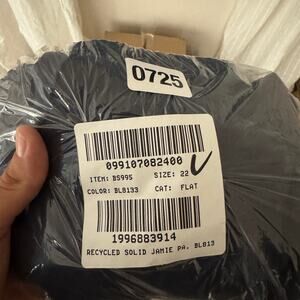 0725
099107082400
ITEM: B5995 SIZE: 22
COLOR: BL8133 CAT: FLAT
1996883914
RECYCLED SOLID JAMIE PA. BL813